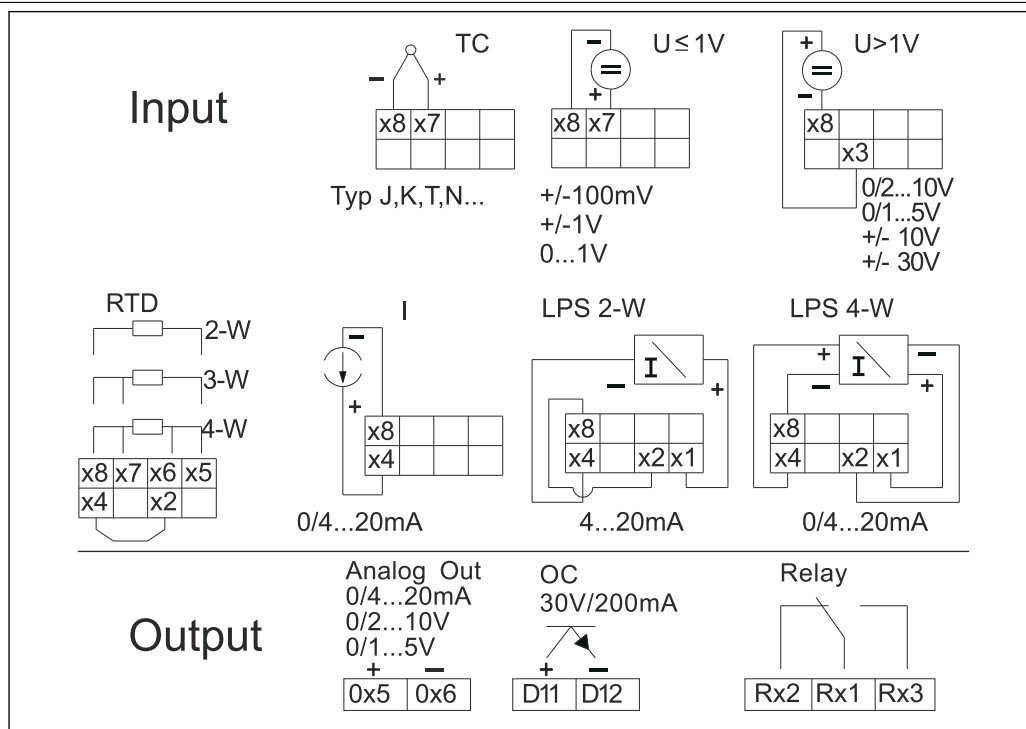 Input
TC
− +
x8 x7
Typ J,K,T,N...
U≤1V
−
+
x8 x7
+/-100mV
+/-1V
0...1V
U>1V
+
−
x8
x3
0/2...10V
0/1...5V
+/- 10V
+/- 30V
RTD
2-W
3-W
4-W
x8 x7 x6 x5
x4 x2
I
−
+
x8
x4
0/4...20mA
LPS 2-W
I
− +
x8
x4 x2 x1
4...20mA
LPS 4-W
+ −
I
− +
x8
x4 x2 x1
0/4...20mA
Output
Analog Out
0/4...20mA
0/2...10V
0/1...5V
+ −
0x5 0x6
OC
30V/200mA
+ −
D11 D12
Relay
Rx2 Rx1 Rx3